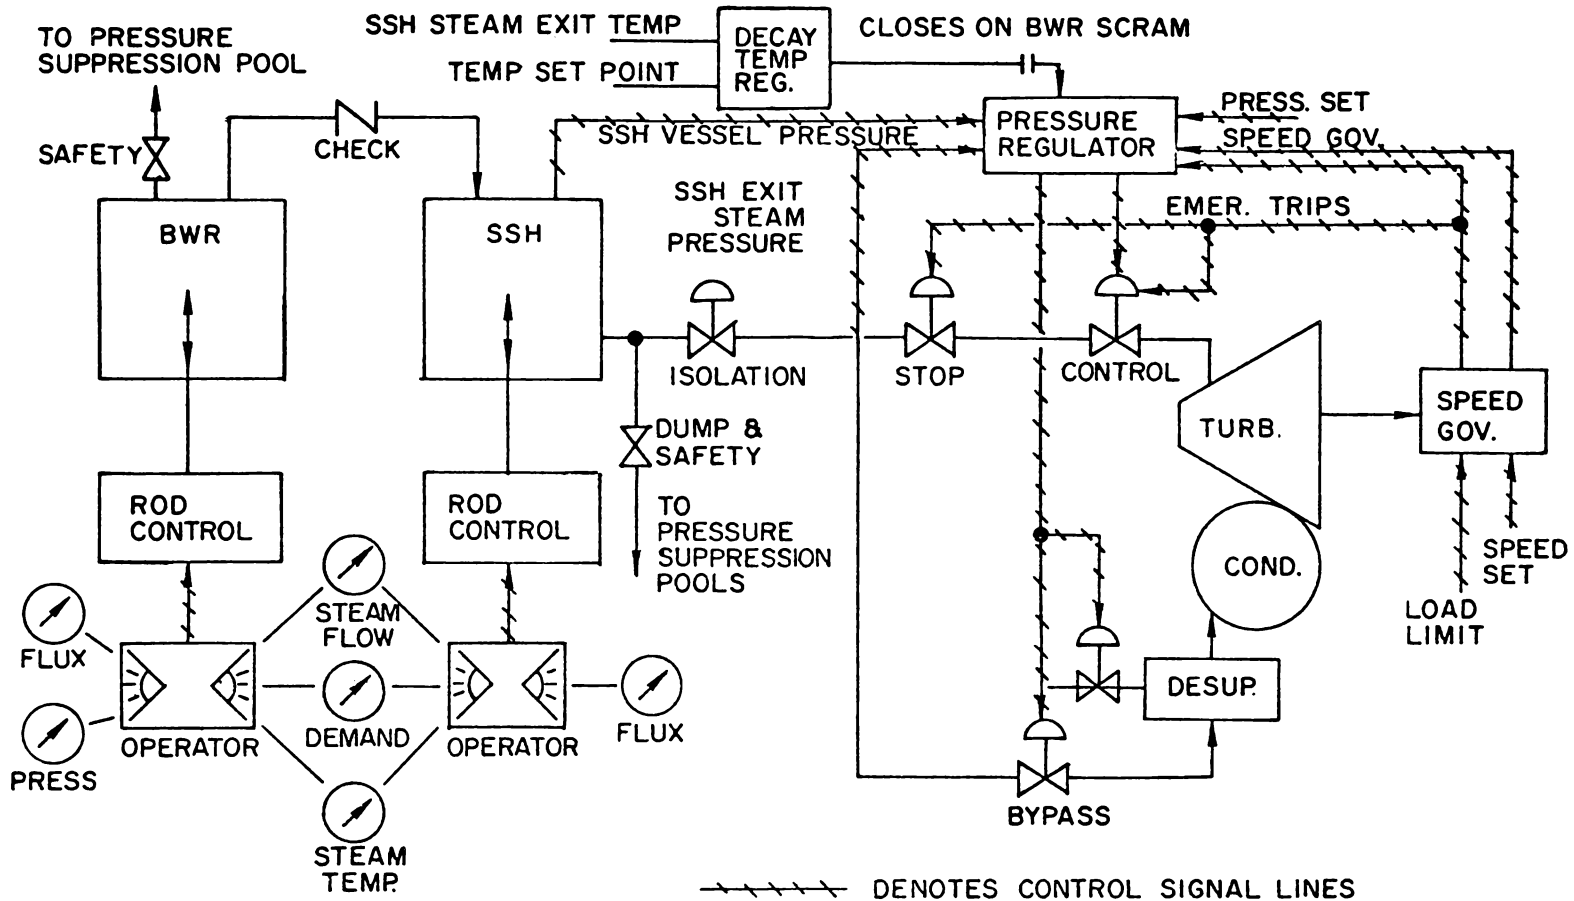 SSH STEAM EXIT TEMP
TEMP SET POINT
DECAY
TEMP
REG.
CLOSES ON BWR SCRAM
TO PRESSURE
SUPPRESSION POOL
SAFETY
CHECK
SSH VESSEL PRESSURE
PRESSURE
REGULATOR
PRESS. SET
SPEED GOV.
EMER. TRIPS
SSH EXIT
STEAM
PRESSURE
BWR
SSH
ISOLATION
STOP
CONTROL
TURB.
SPEED
GOV.
DUMP &
SAFETY
TO
PRESSURE
SUPPRESSION
POOLS
ROD
CONTROL
ROD
CONTROL
COND.
SPEED
SET
LOAD
LIMIT
STEAM
FLOW
FLUX
DEMAND
FLUX
PRESS
OPERATOR
OPERATOR
DESUP.
BYPASS
STEAM
TEMP.
DENOTES CONTROL SIGNAL LINES